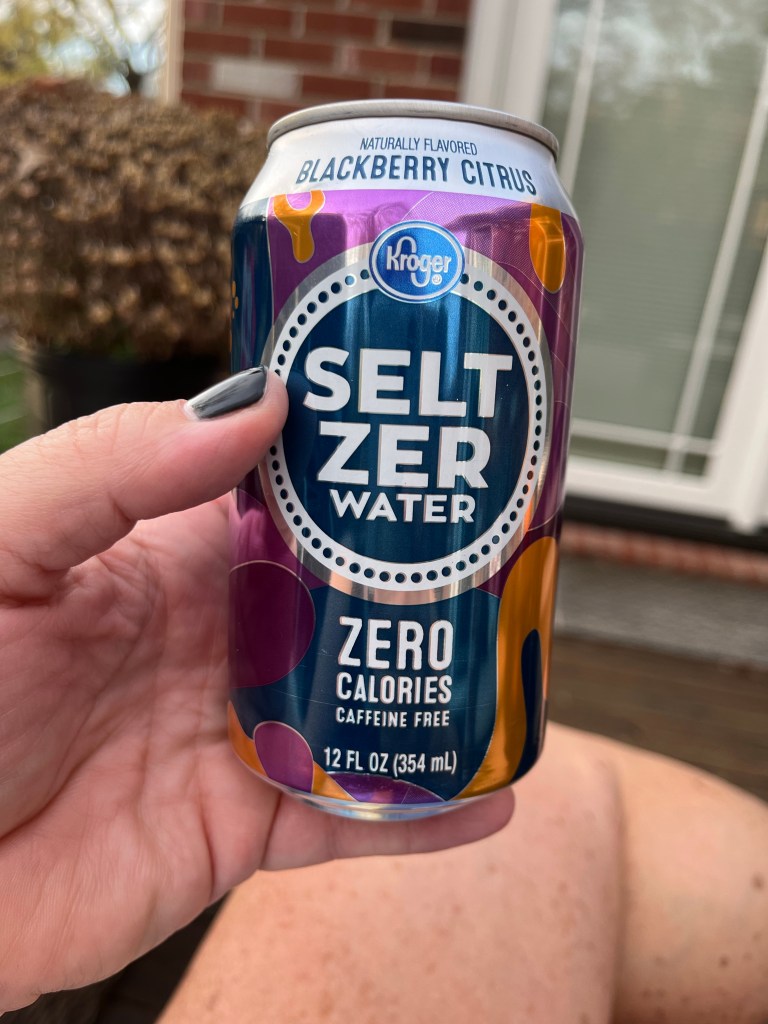 NATURALLY FLAVORED
BLACKBERRY CITRUS
Kroger®
SELT
ZER
WATER
ZERO
CALORIES
CAFFEINE FREE
12 FL OZ (354 mL)